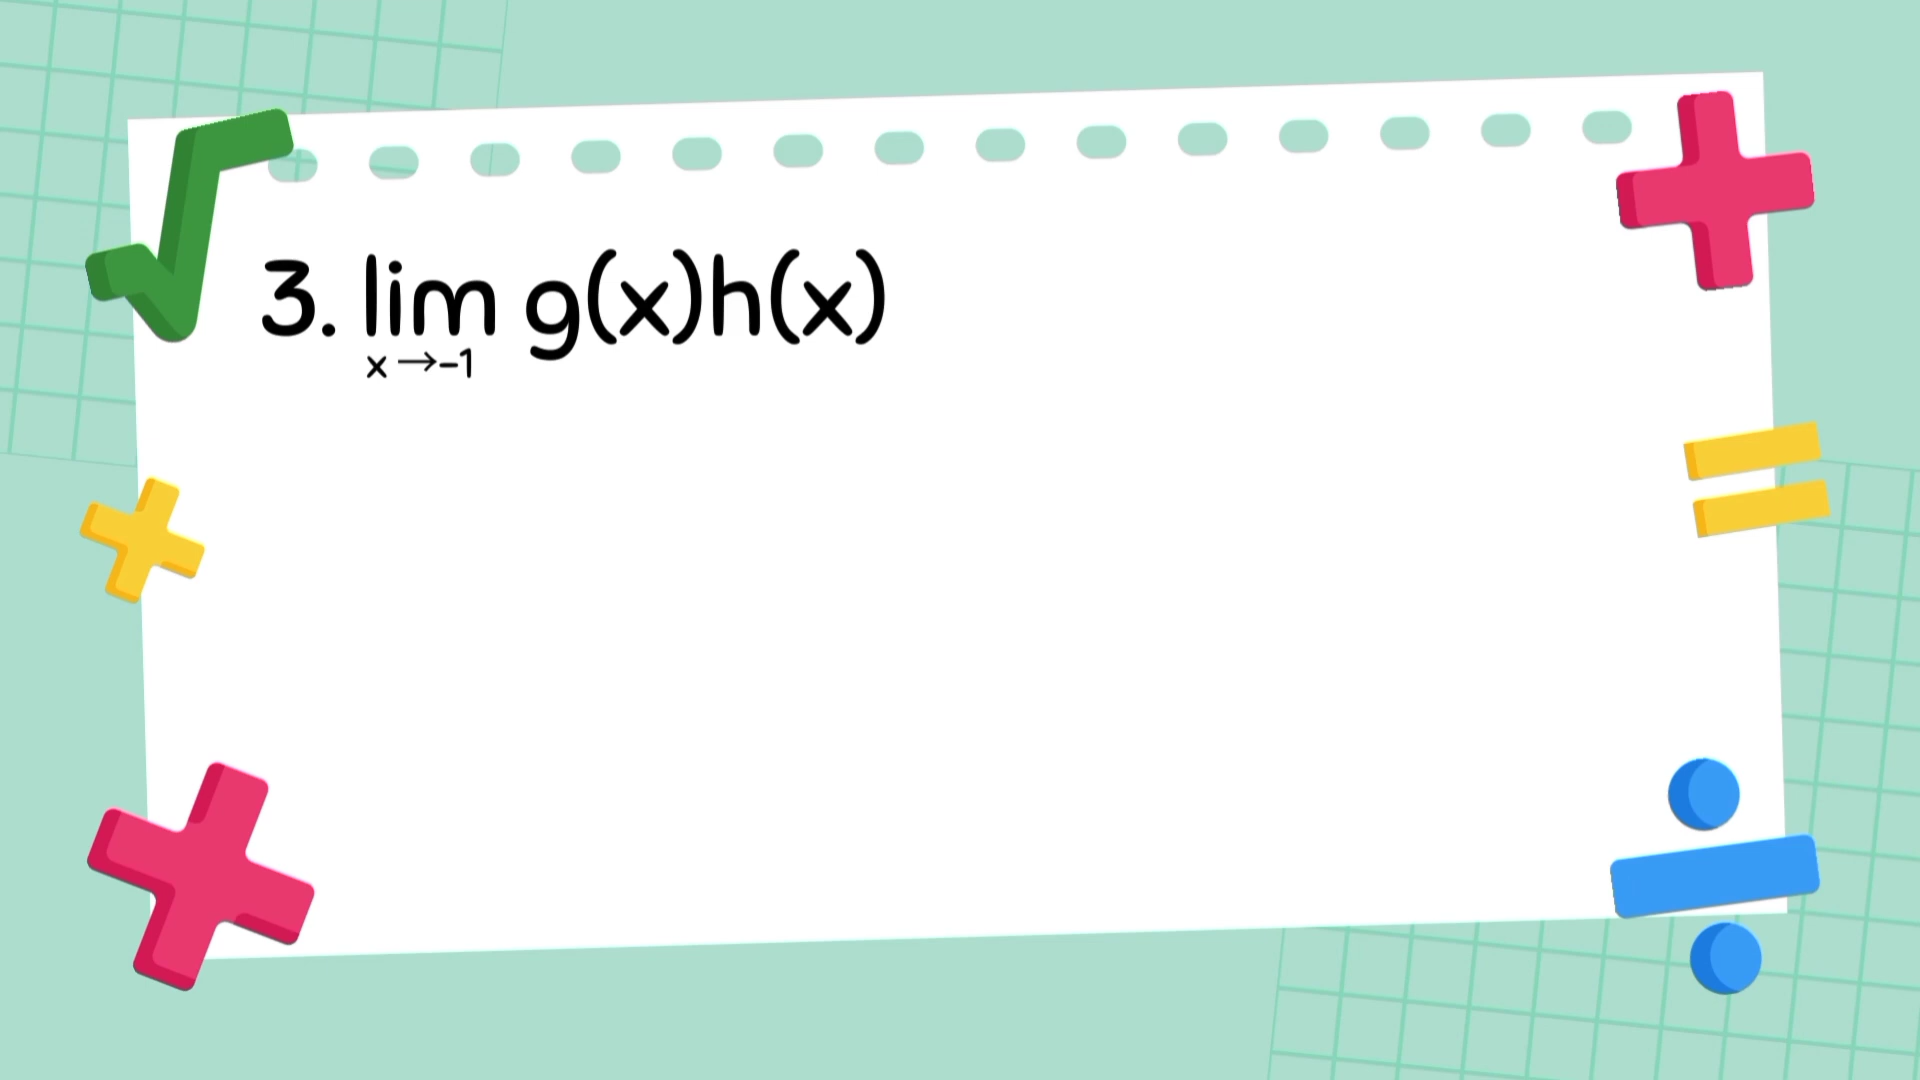 3. lim g(x)h(x)
x→-1